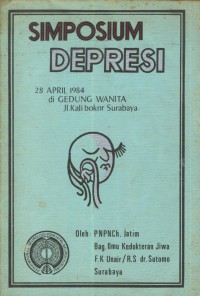 SIMPOSIUM
DEPRESI
28 APRIL 1984
di GEDUNG WANITA
Jl.Kali bokor Surabaya
Oleh: PNPNCh. Jatim
Bag. Ilmu Kedokteran Jiwa
F.K Unair/R.S dr. Sutomo
Surabaya